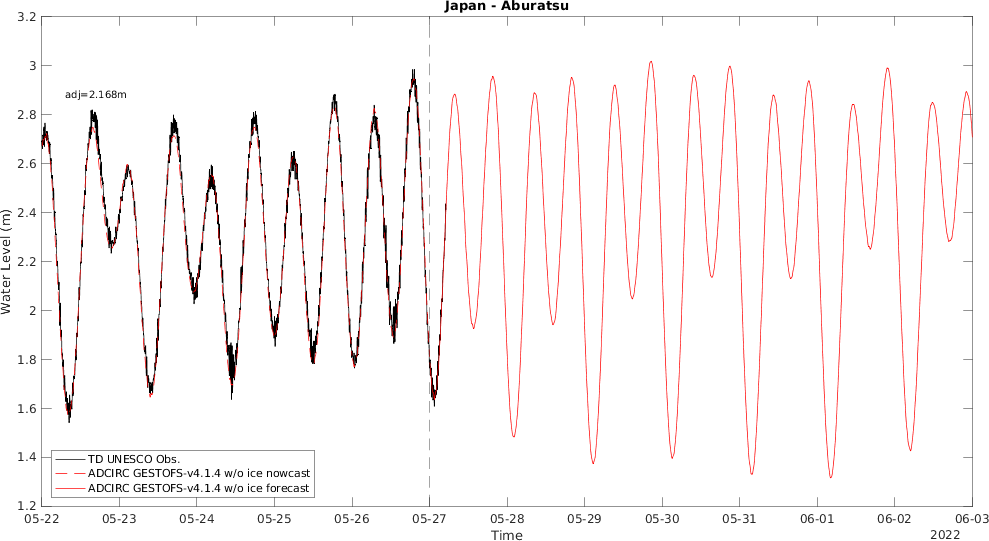 Japan - Aburatsu
3.2
3
2.8
2.6
2.4
2.2
2
1.8
1.6
1.4
1.2
Water Level (m)
adj=2.168m
TD UNESCO Obs.
ADCIRC GESTOFS-v4.1.4 w/o ice nowcast
ADCIRC GESTOFS-v4.1.4 w/o ice forecast
05-22 05-23 05-24 05-25 05-26 05-27 05-28 05-29 05-30 05-31 06-01 06-02 06-03
Time
2022